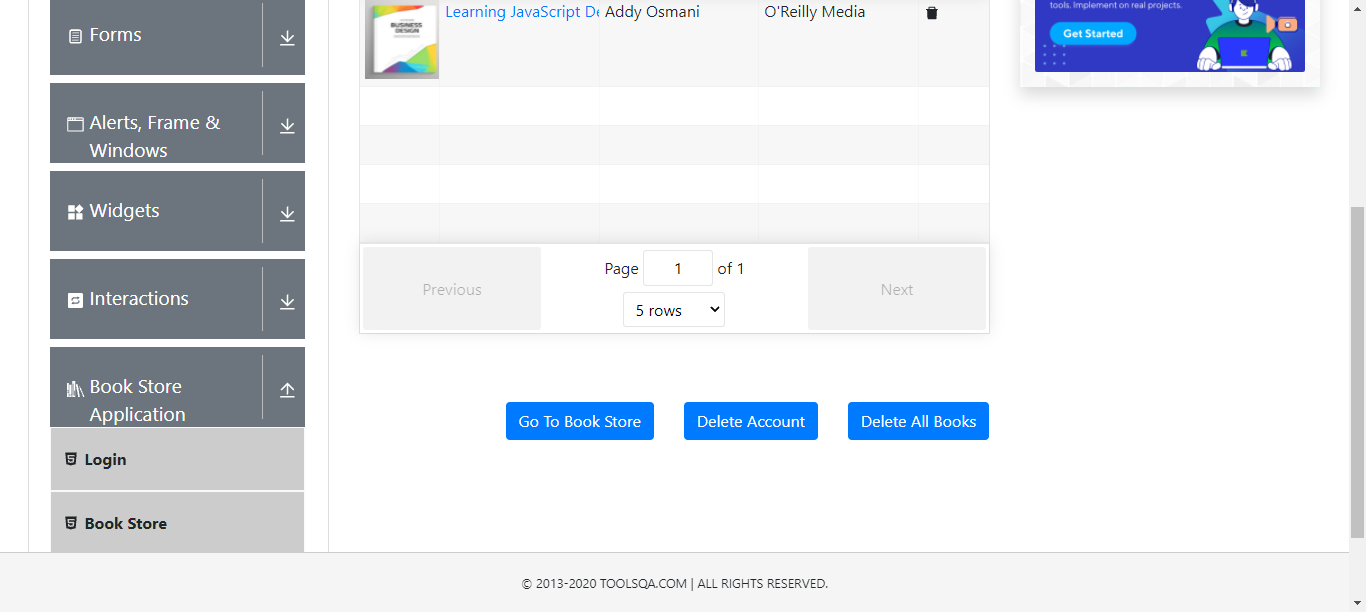 Forms
Alerts, Frame &
Windows
Widgets
Interactions
Book Store
Application
Login
Book Store
BUSINESS
DESIGN
Learning JavaScript De
Addy Osmani
O'Reilly Media
Previous
Page 1 of 1
5 rows
Next
Go To Book Store
Delete Account
Delete All Books
tools. Implement on real projects.
Get Started
© 2013-2020 TOOLSQA.COM | ALL RIGHTS RESERVED.